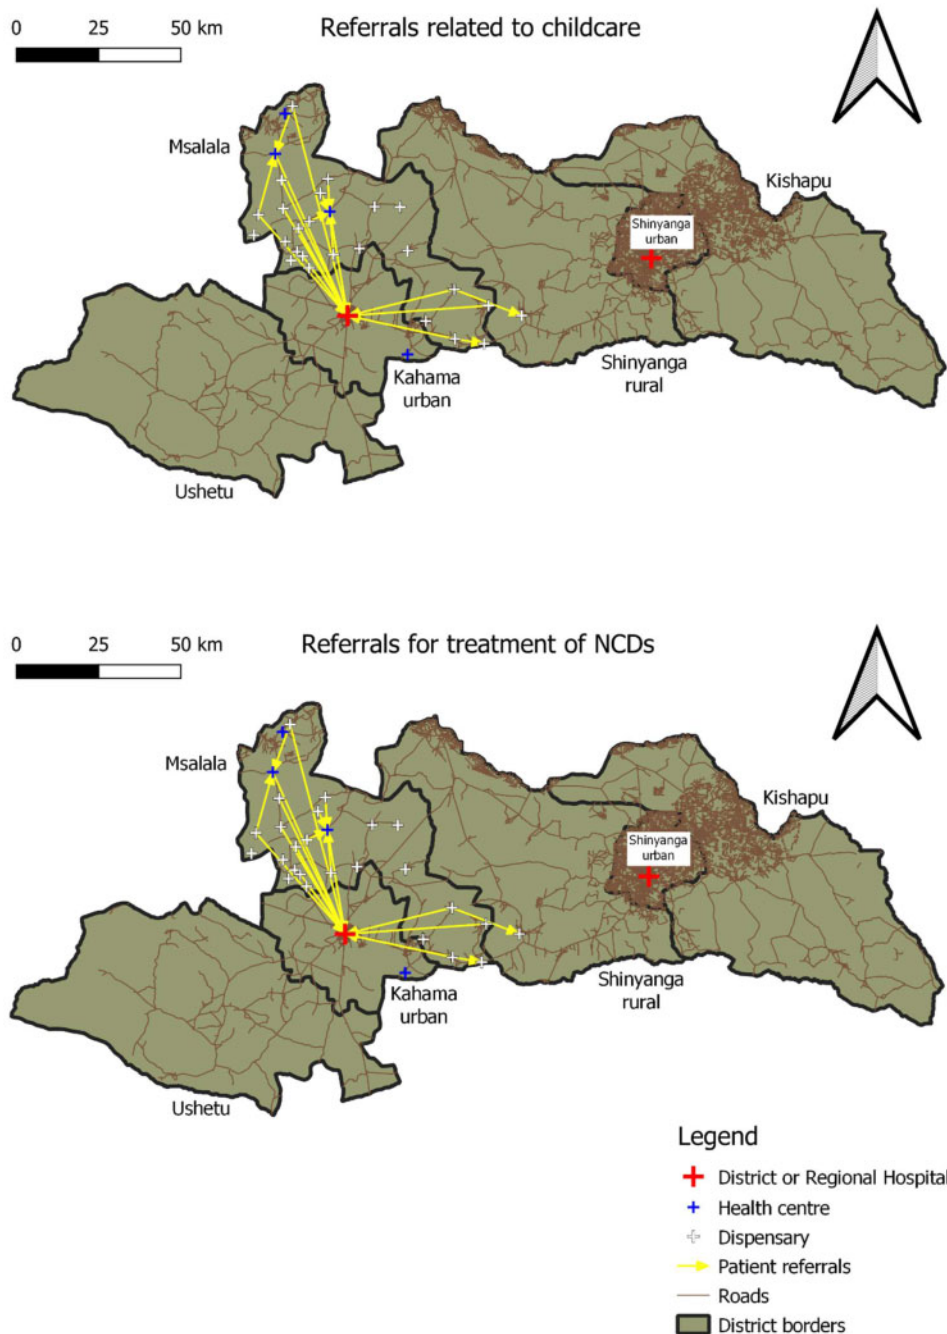 0 25 50 km
Referrals related to childcare
Msalala
Kishapu
Shinyanga
urban
Shinyanga
rural
Kahama
urban
Ushetu
0 25 50 km
Referrals for treatment of NCDs
Msalala
Kishapu
Shinyanga
urban
Shinyanga
rural
Kahama
urban
Ushetu
Legend
District or Regional Hospital
Health centre
Dispensary
Patient referrals
Roads
District borders